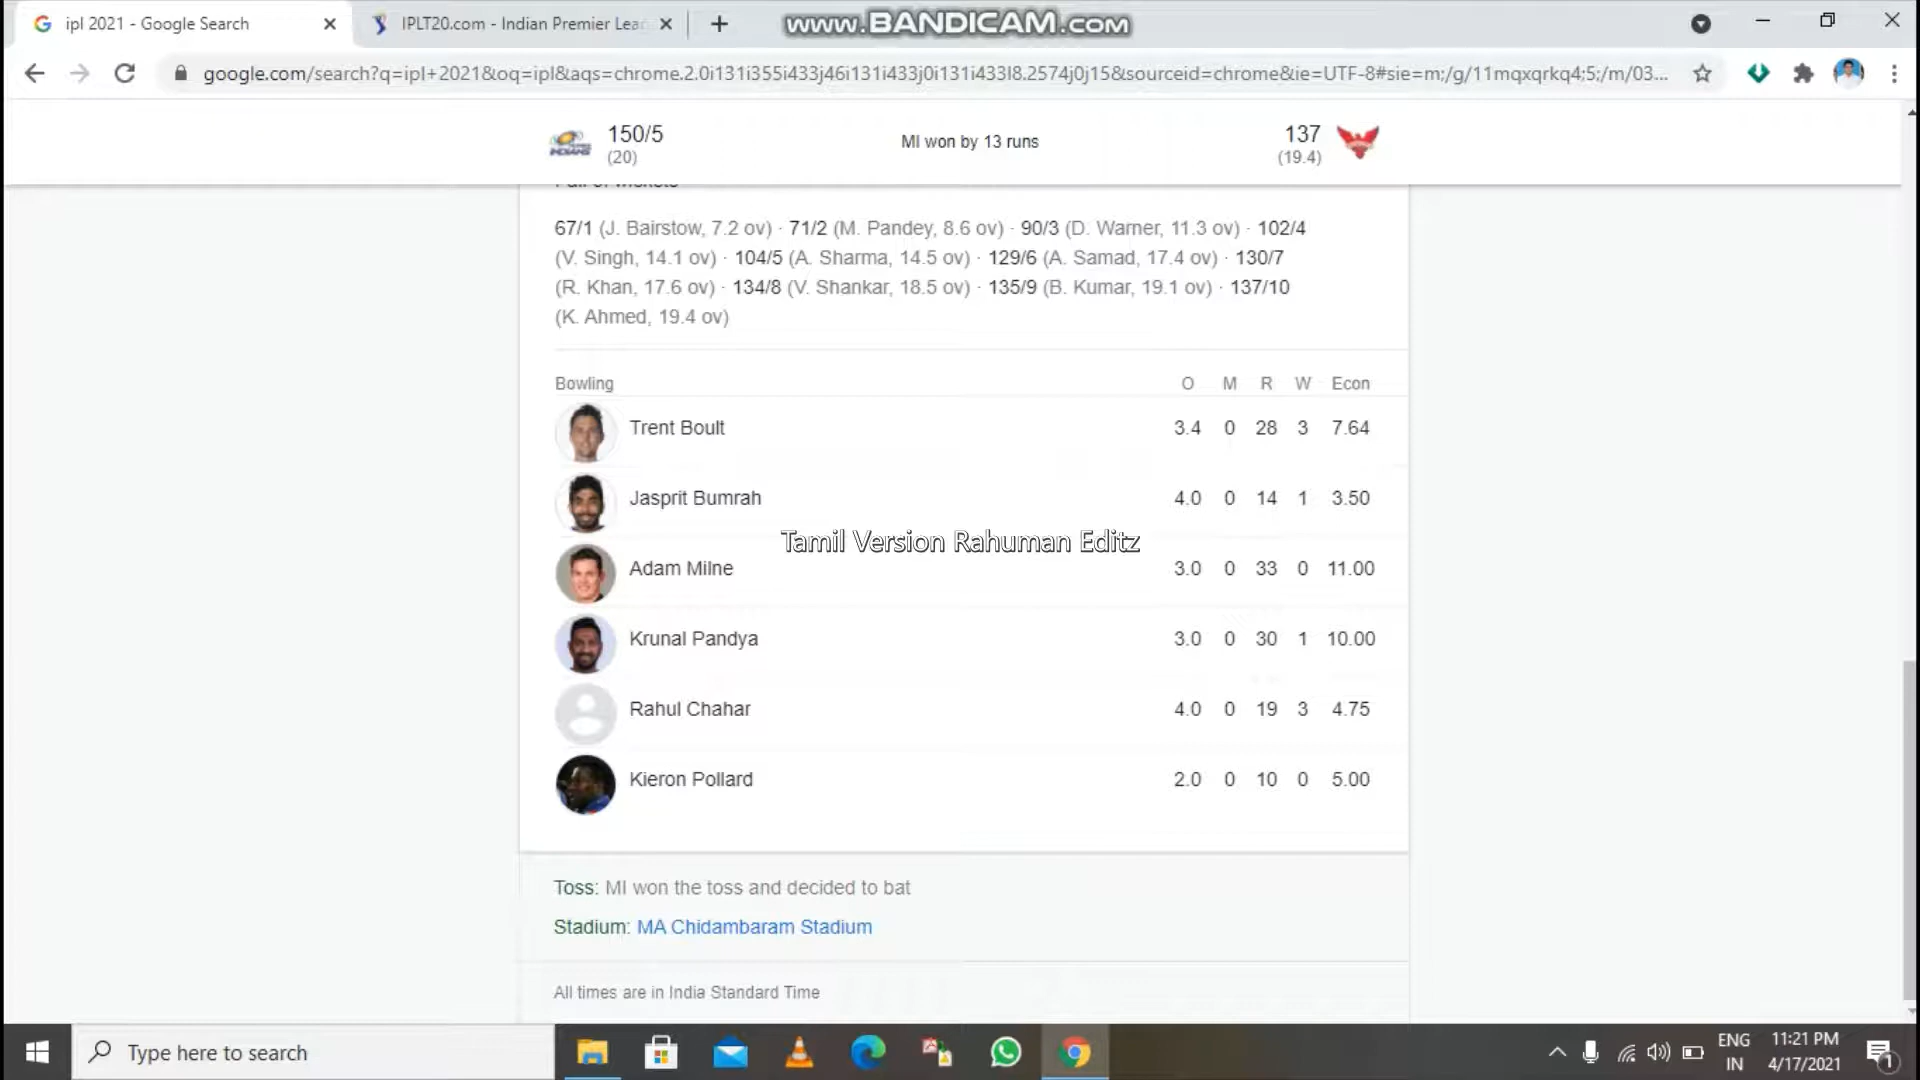 ipl 2021 - Google Search
IPLT20.com - Indian Premier Lea
www.BANDICAM.com
google.com/search?q=ipl+2021&oq=ipl&aqs=chrome.2.0i131i355i433j46i131i433j0i131i433l8.2574j0j15&sourceid=chrome&ie=UTF-8#sie=m;/g/11mqxqrkq4;5;/m/03...
150/5
(20)
MI won by 13 runs
137
(19.4)
INDIANS
Fall of wickets
67/1 (J. Bairstow, 7.2 ov) · 71/2 (M. Pandey, 8.6 ov) · 90/3 (D. Warner, 11.3 ov) · 102/4
(V. Singh, 14.1 ov) · 104/5 (A. Sharma, 14.5 ov) · 129/6 (A. Samad, 17.4 ov) · 130/7
(R. Khan, 17.6 ov) · 134/8 (V. Shankar, 18.5 ov) · 135/9 (B. Kumar, 19.1 ov) · 137/10
(K. Ahmed, 19.4 ov)
Bowling O M R W Econ
Trent Boult 3.4 0 28 3 7.64
Jasprit Bumrah 4.0 0 14 1 3.50
Tamil Version Rahuman Editz
Adam Milne 3.0 0 33 0 11.00
Krunal Pandya 3.0 0 30 1 10.00
Rahul Chahar 4.0 0 19 3 4.75
Kieron Pollard 2.0 0 10 0 5.00
Toss: MI won the toss and decided to bat
Stadium: MA Chidambaram Stadium
All times are in India Standard Time
Type here to search
ENG
IN
11:21 PM
4/17/2021
1